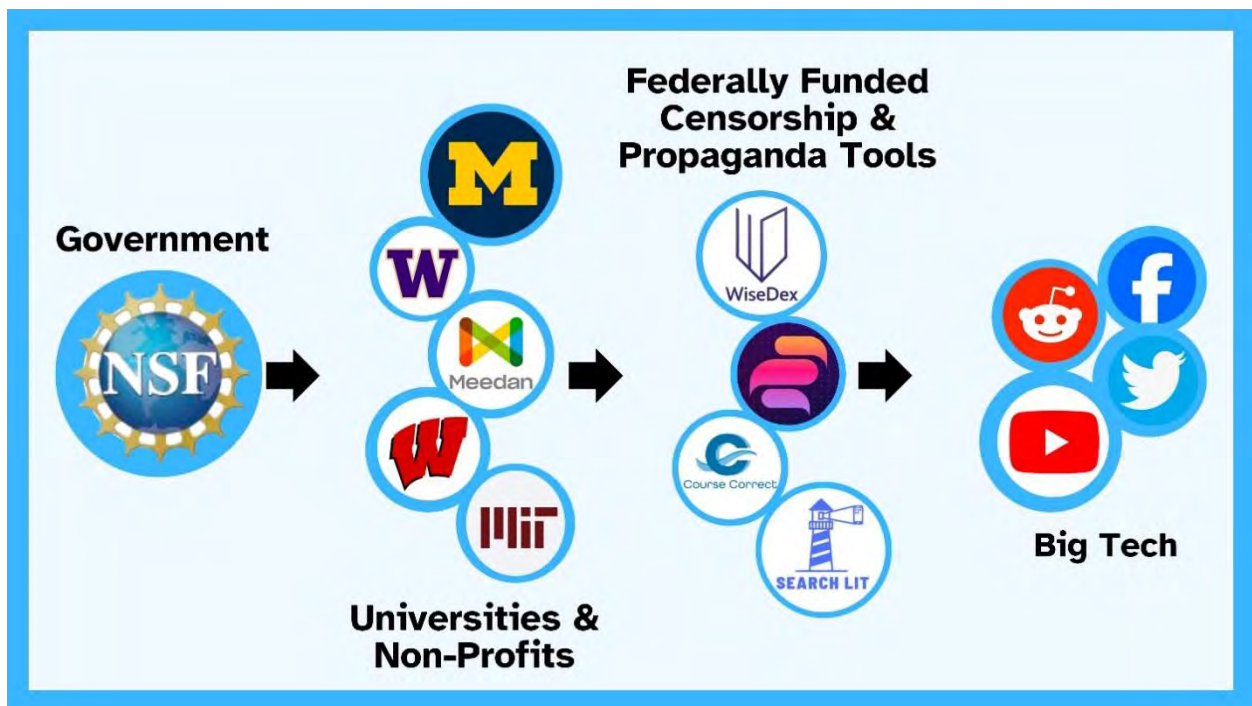 Government
NSF
M
W
Meedan
W
MiT
Universities &
Non-Profits
Federally Funded
Censorship &
Propaganda Tools
WiseDex
Course Correct
SEARCH LIT
f
Big Tech